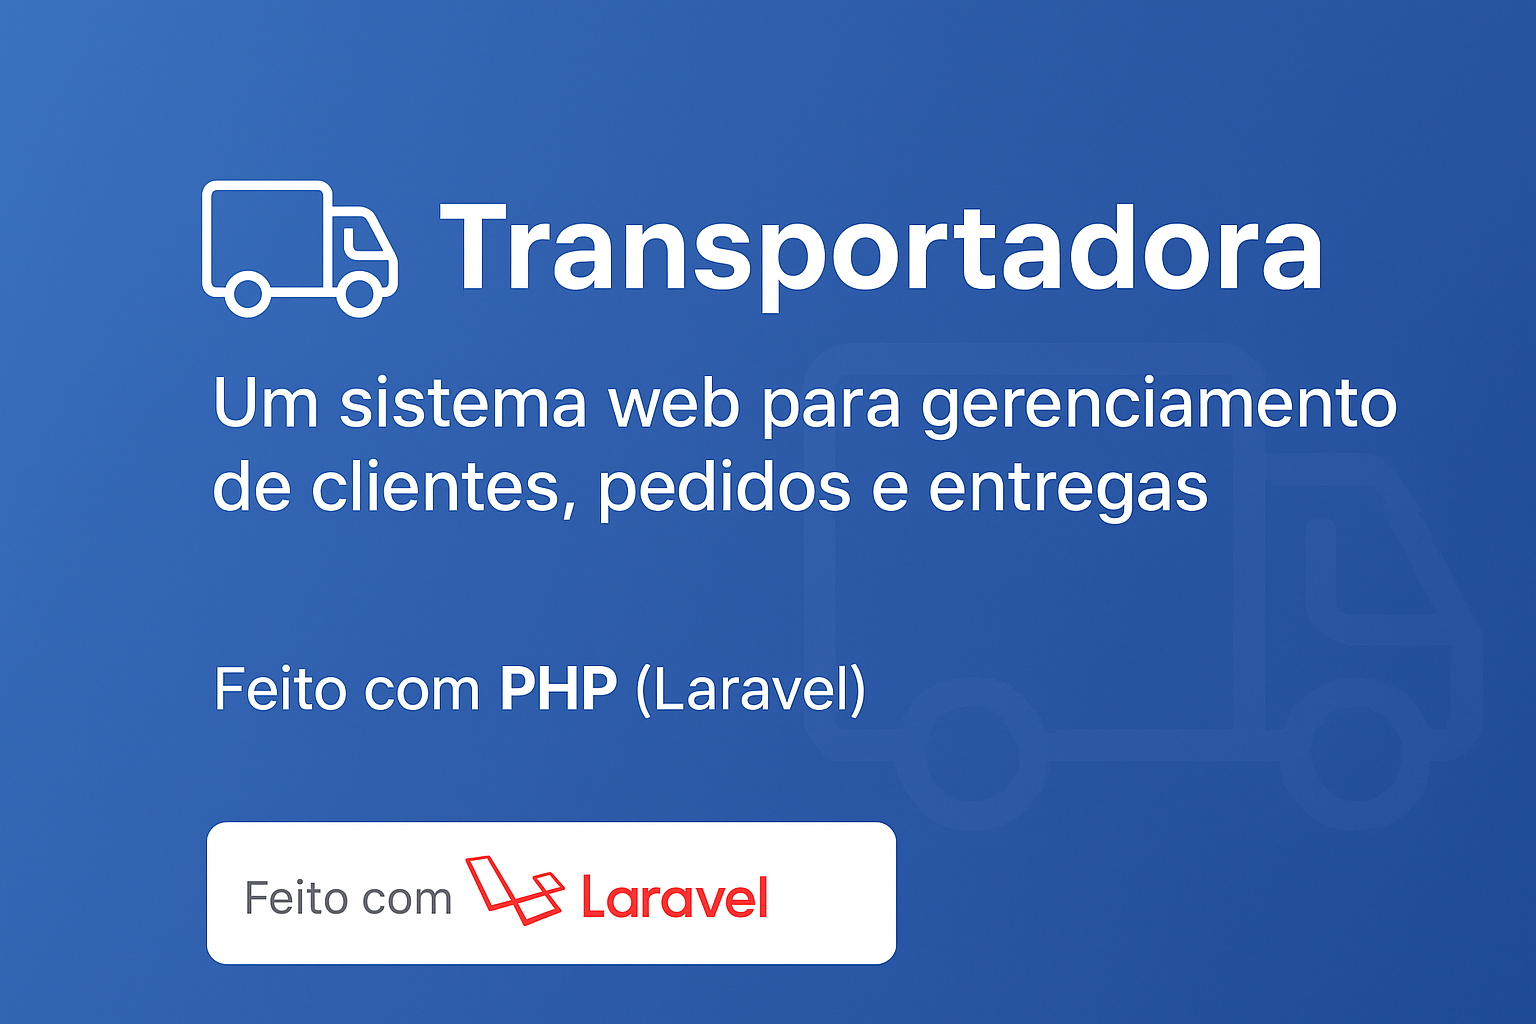 Transportadora
Um sistema web para gerenciamento
de clientes, pedidos e entregas
Feito com PHP (Laravel)
Feito com Laravel